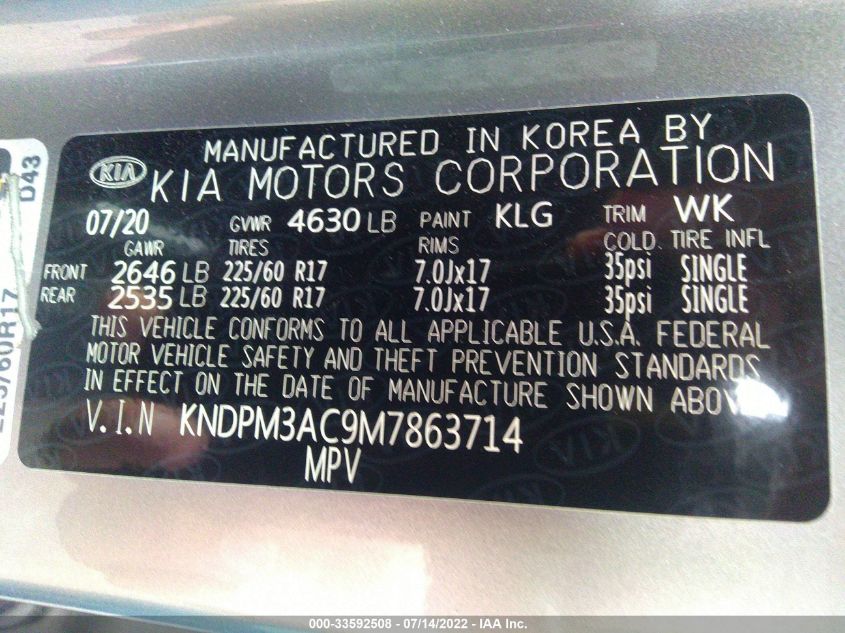 MANUFACTURED IN KOREA BY
KIA KIA MOTORS CORPORATION
07/20 GVWR 4630 LB PAINT KLG TRIM WK
GAWR TIRES RIMS COLD TIRE INFL
FRONT 2646 LB 225/60 R17 7.0Jx17 35psi SINGLE
REAR 2535 LB 225/60 R17 7.0Jx17 35psi SINGLE
THIS VEHICLE CONFORMS TO ALL APPLICABLE U.S.A. FEDERAL
MOTOR VEHICLE SAFETY AND THEFT PREVENTION STANDARDS
IN EFFECT ON THE DATE OF MANUFACTURE SHOWN ABOVE.
V.I.N KNDPM3AC9M7863714
MPV
D43
225/60R17
000-33592508 - 07/14/2022 - IAA Inc.